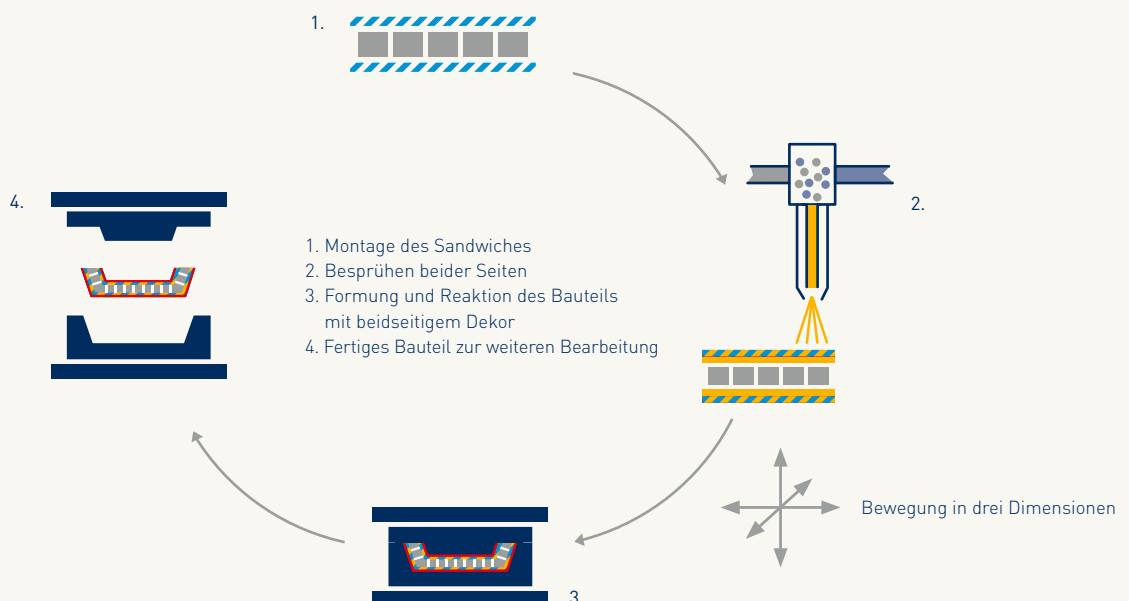 1.
2.
4.
1. Montage des Sandwiches
2. Besprühen beider Seiten
3. Formung und Reaktion des Bauteils
mit beidseitigem Dekor
4. Fertiges Bauteil zur weiteren Bearbeitung
Bewegung in drei Dimensionen
3.